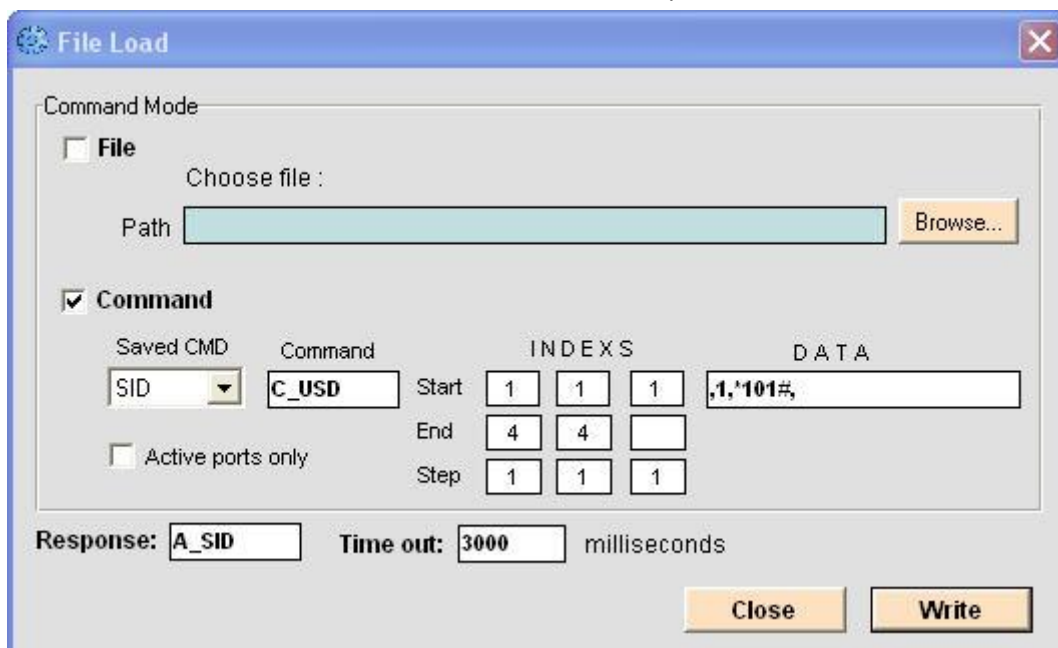 File Load
Command Mode
File
Choose file :
Path
Browse...
Command
Saved CMD Command I N D E X S D A T A
SID C_USD Start 1 1 1 ,1,*101#,
End 4 4
Active ports only
Step 1 1 1
Response: A_SID Time out: 3000 milliseconds
Close Write